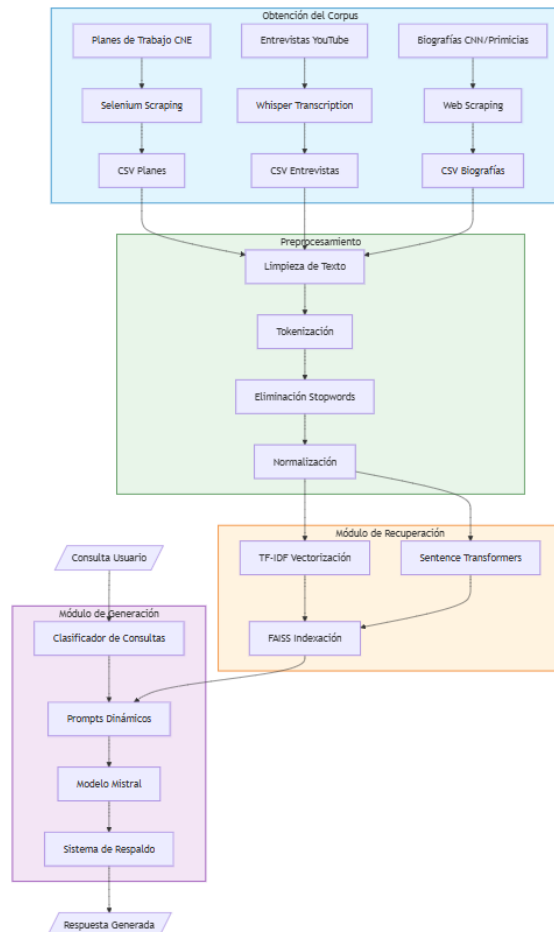 Obtención del Corpus
Planes de Trabajo CNE
Entrevistas YouTube
Biografías CNN/Primicias
Selenium Scraping
Whisper Transcription
Web Scraping
CSV Planes
CSV Entrevistas
CSV Biografías
Preprocesamiento
Limpieza de Texto
Tokenización
Eliminación Stopwords
Normalización
Módulo de Recuperación
TF-IDF Vectorización
Sentence Transformers
FAISS Indexación
Consulta Usuario
Módulo de Generación
Clasificador de Consultas
Prompts Dinámicos
Modelo Mistral
Sistema de Respaldo
Respuesta Generada